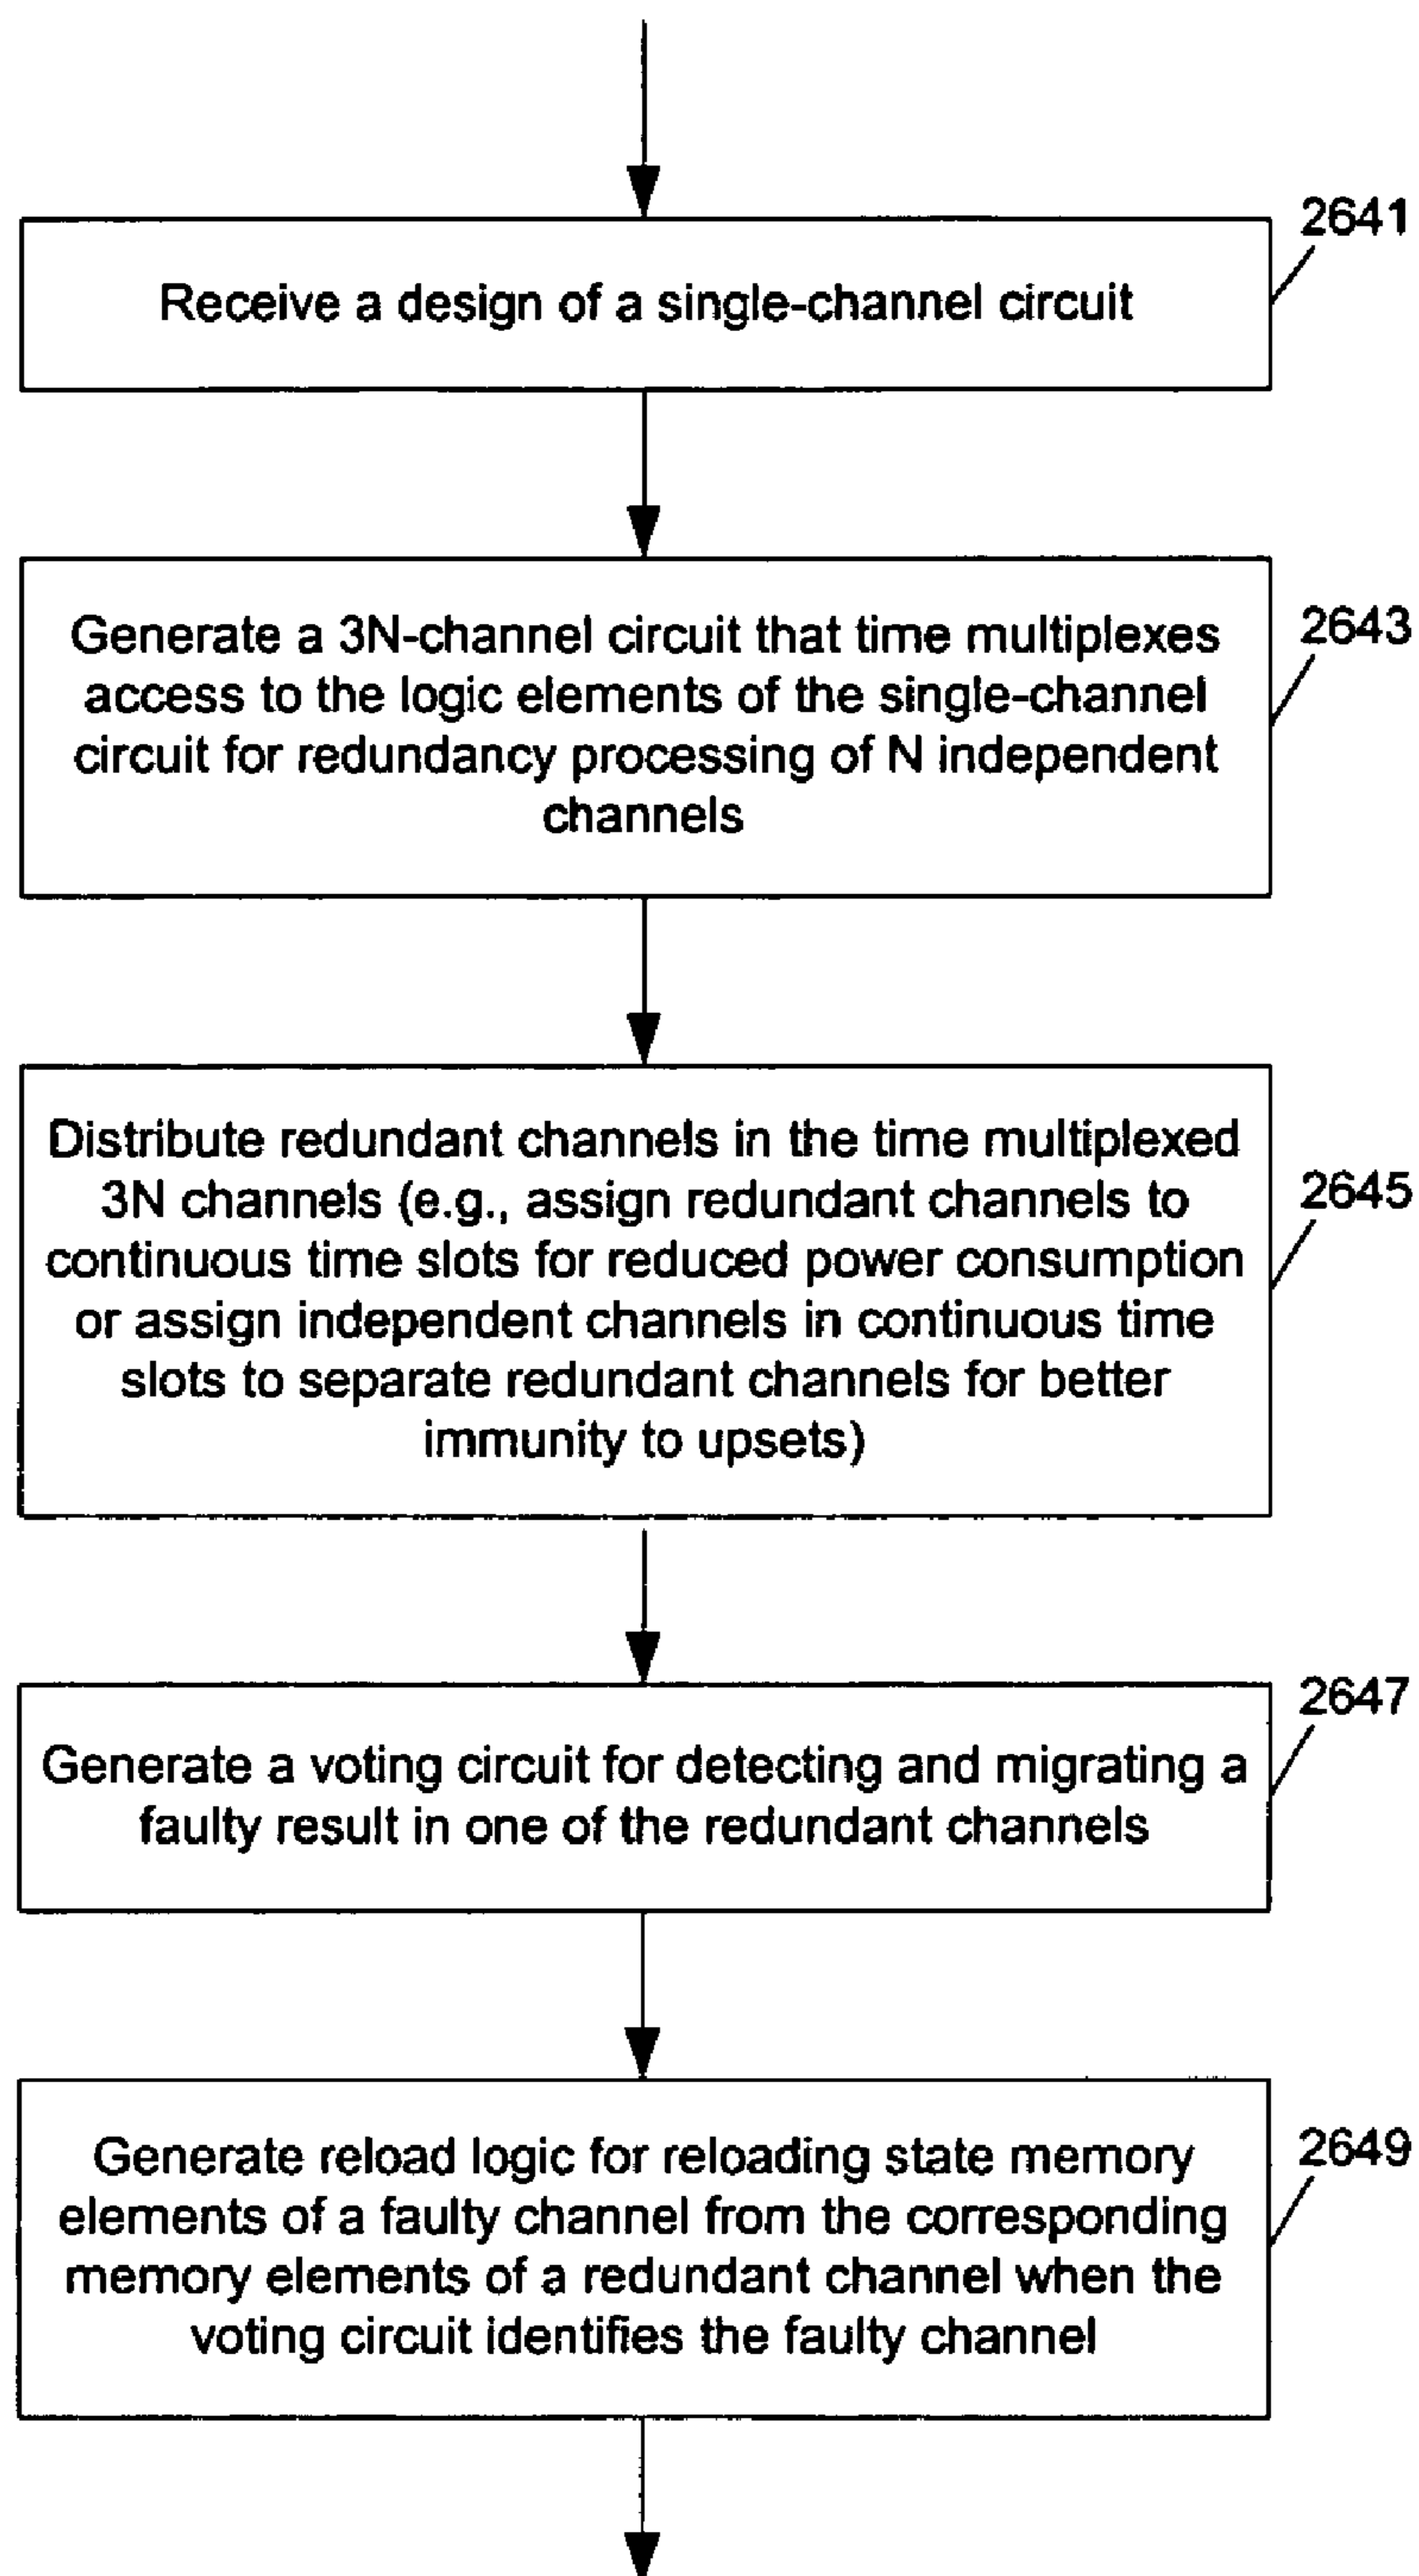 2641
Receive a design of a single-channel circuit
2643
Generate a 3N-channel circuit that time multiplexes
access to the logic elements of the single-channel
circuit for redundancy processing of N independent
channels
2645
Distribute redundant channels in the time multiplexed
3N channels (e.g., assign redundant channels to
continuous time slots for reduced power consumption
or assign independent channels in continuous time
slots to separate redundant channels for better
immunity to upsets)
2647
Generate a voting circuit for detecting and migrating a
faulty result in one of the redundant channels
2649
Generate reload logic for reloading state memory
elements of a faulty channel from the corresponding
memory elements of a redundant channel when the
voting circuit identifies the faulty channel